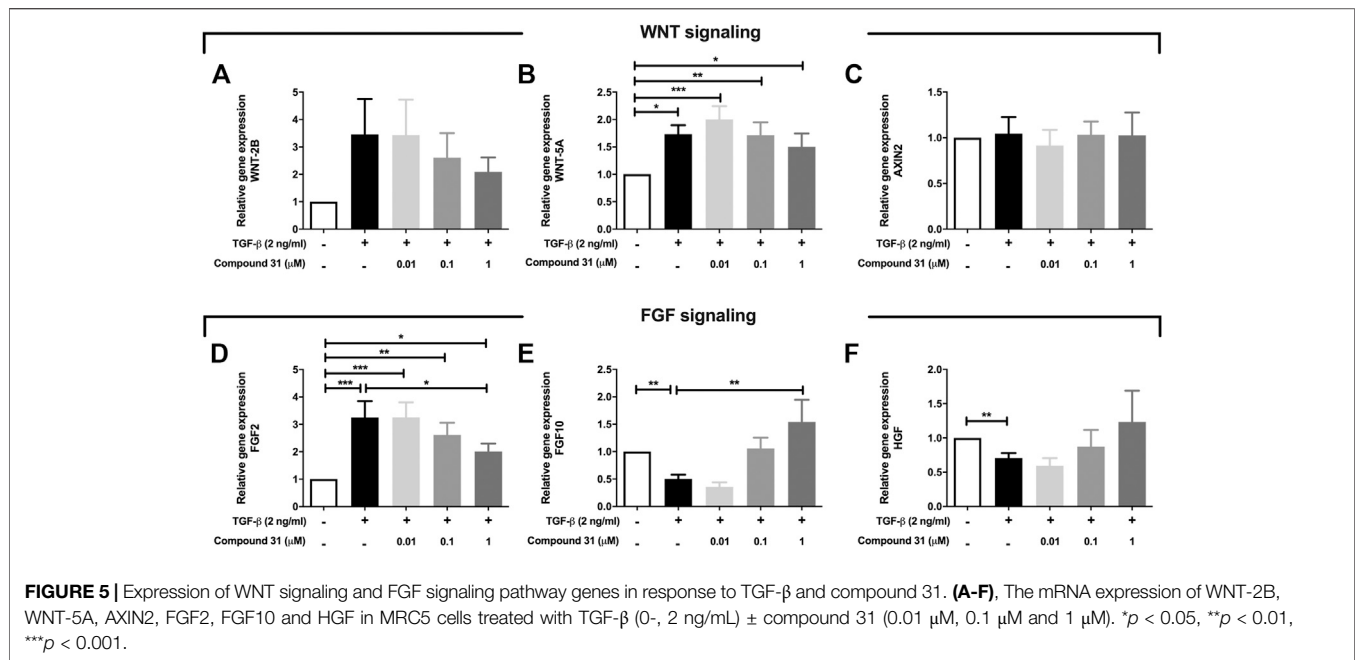 WNT signaling
A
Relative gene expression
WNT-2B
5
4
3
2
1
0
TGF-β (2 ng/ml) - + + + +
Compound 31 (μM) - - 0.01 0.1 1
B
Relative gene expression
WNT-5A
2.5
2.0
1.5
1.0
0.5
0.0
*
**
***
*
TGF-β (2 ng/ml) - + + + +
Compound 31 (μM) - - 0.01 0.1 1
C
Relative gene expression
AXIN2
1.5
1.0
0.5
0.0
TGF-β (2 ng/ml) - + + + +
Compound 31 (μM) - - 0.01 0.1 1
FGF signaling
D
Relative gene expression
FGF2
5
4
3
2
1
0
*
**
***
*** *
TGF-β (2 ng/ml) - + + + +
Compound 31 (μM) - - 0.01 0.1 1
E
Relative gene expression
FGF10
2.5
2.0
1.5
1.0
0.5
0.0
** **
TGF-β (2 ng/ml) - + + + +
Compound 31 (μM) - - 0.01 0.1 1
F
Relative gene expression
HGF
2.0
1.5
1.0
0.5
0.0
**
TGF-β (2 ng/ml) - + + + +
Compound 31 (μM) - - 0.01 0.1 1
FIGURE 5 | Expression of WNT signaling and FGF signaling pathway genes in response to TGF-β and compound 31. (A-F), The mRNA expression of WNT-2B,
WNT-5A, AXIN2, FGF2, FGF10 and HGF in MRC5 cells treated with TGF-β (0-, 2 ng/mL) ± compound 31 (0.01 μM, 0.1 μM and 1 μM). *p < 0.05, **p < 0.01,
***p < 0.001.